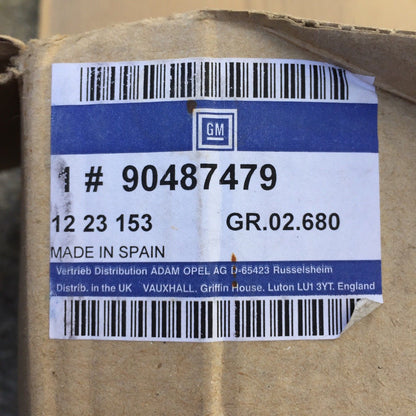 GM
1 # 90487479
12 23 153 GR.02.680
MADE IN SPAIN
Vertrieb Distribution ADAM OPEL AG D-65423 Russelsheim
Distrib. in the UK VAUXHALL. Griffin House. Luton LU1 3YT. England